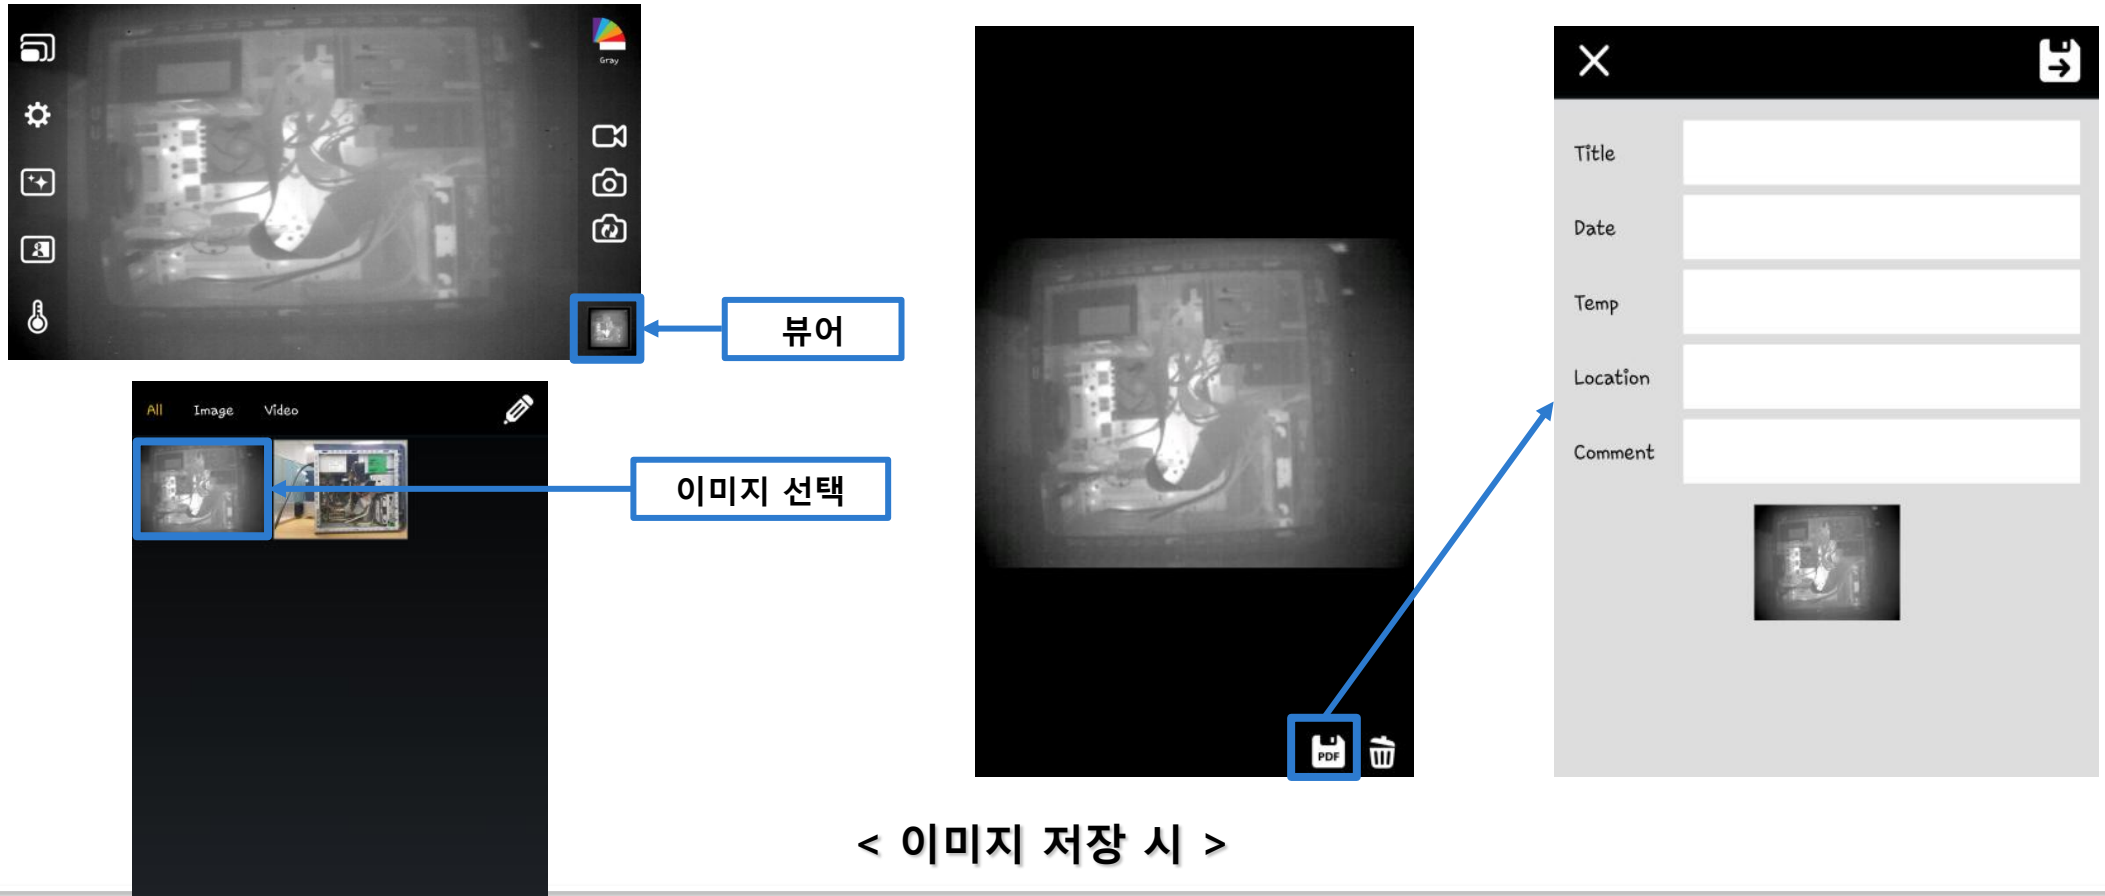 Gray
뷰어
All Image Video
이미지 선택
PDF
Title
Date
Temp
Location
Comment
< 이미지 저장 시 >